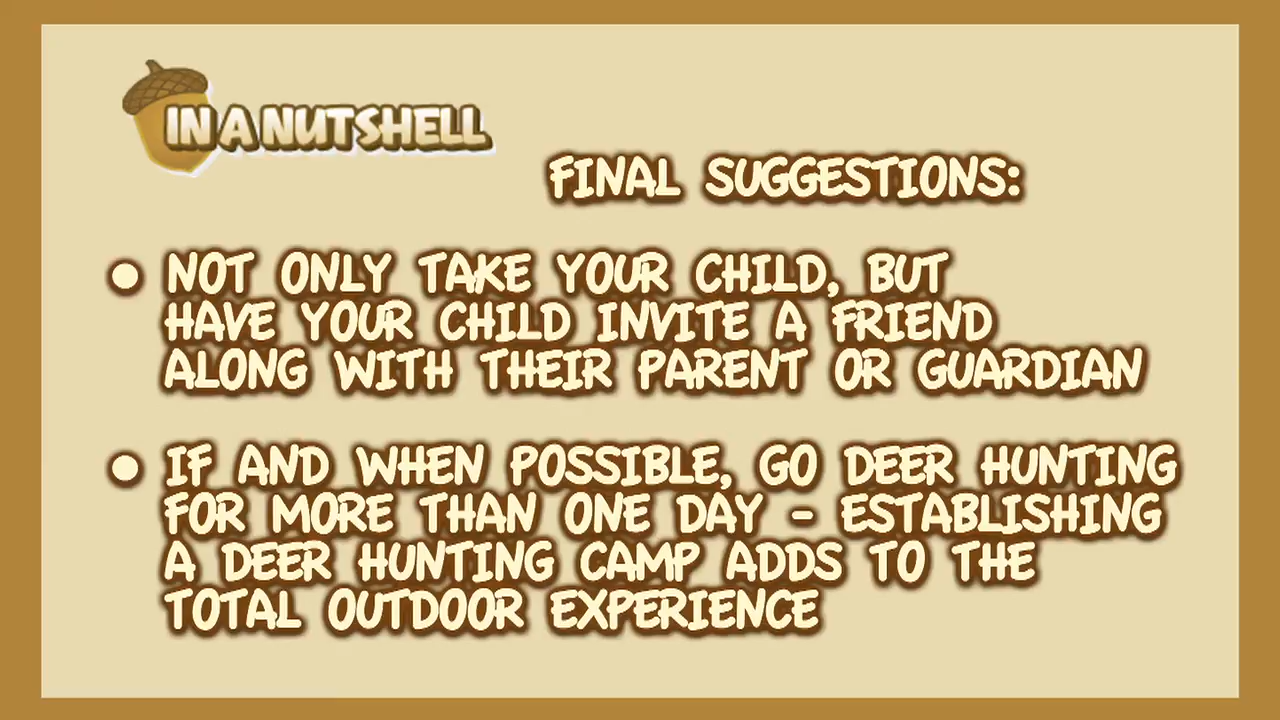 IN A NUTSHELL
FINAL SUGGESTIONS:
• NOT ONLY TAKE YOUR CHILD, BUT
HAVE YOUR CHILD INVITE A FRIEND
ALONG WITH THEIR PARENT OR GUARDIAN
• IF AND WHEN POSSIBLE, GO DEER HUNTING
FOR MORE THAN ONE DAY - ESTABLISHING
A DEER HUNTING CAMP ADDS TO THE
TOTAL OUTDOOR EXPERIENCE